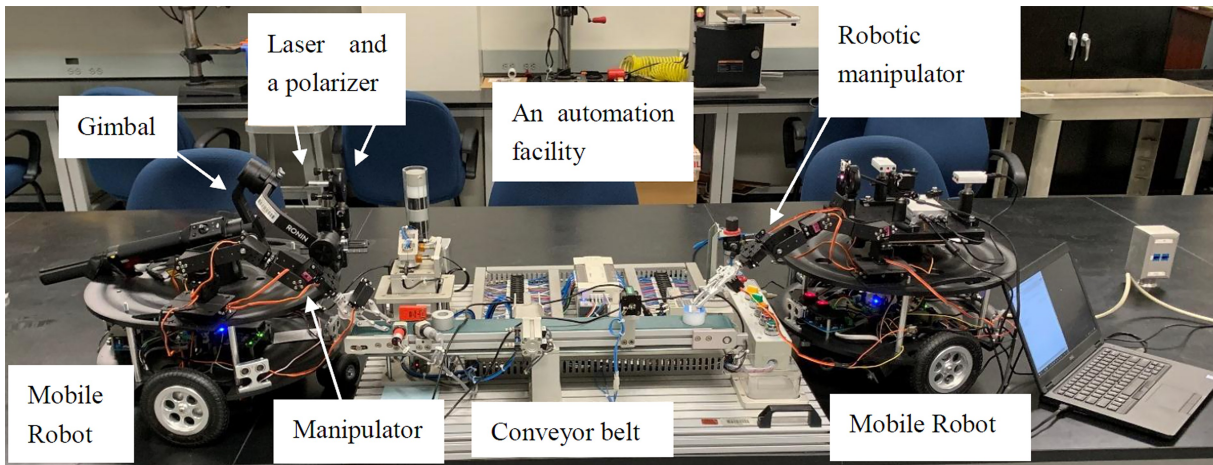 Laser and
a polarizer
Gimbal
An automation
facility
Robotic
manipulator
RONIN
Mobile
Robot
Manipulator
Conveyor belt
Mobile Robot